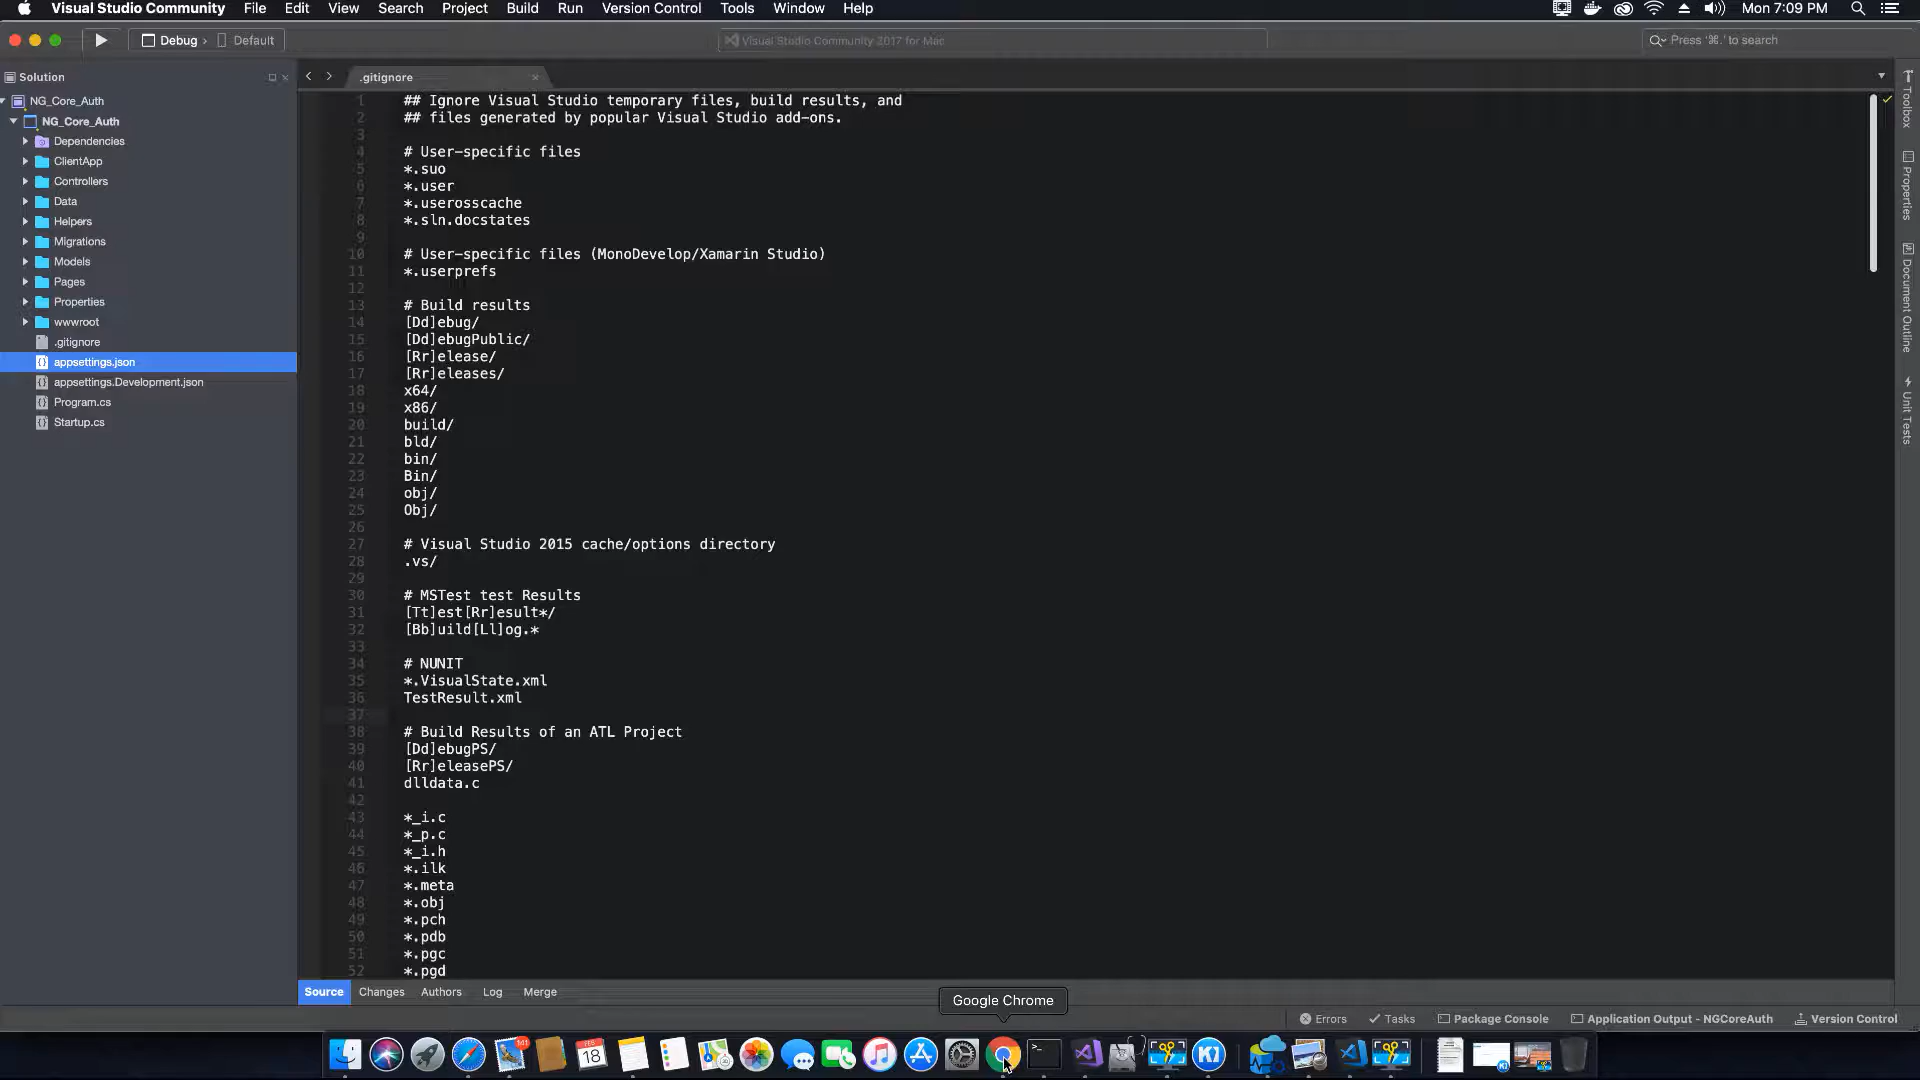 Visual Studio Community File Edit View Search Project Build Run Version Control Tools Window Help Mon 7:09 PM
Debug › Default
Visual Studio Community 2017 for Mac
Press '⌘.' to search
Solution
.gitignore
NG_Core_Auth
NG_Core_Auth
Dependencies
ClientApp
Controllers
Data
Helpers
Migrations
Models
Pages
Properties
wwwroot
.gitignore
appsettings.json
appsettings.Development.json
Program.cs
Startup.cs
1 ## Ignore Visual Studio temporary files, build results, and
2 ## files generated by popular Visual Studio add-ons.
3
4 # User-specific files
5 *.suo
6 *.user
7 *.userosscache
8 *.sln.docstates
9
10 # User-specific files (MonoDevelop/Xamarin Studio)
11 *.userprefs
12
13 # Build results
14 [Dd]ebug/
15 [Dd]ebugPublic/
16 [Rr]elease/
17 [Rr]eleases/
18 x64/
19 x86/
20 build/
21 bld/
22 bin/
23 Bin/
24 obj/
25 Obj/
26
27 # Visual Studio 2015 cache/options directory
28 .vs/
29
30 # MSTest test Results
31 [Tt]est[Rr]esult*/
32 [Bb]uild[Ll]og.*
33
34 # NUNIT
35 *.VisualState.xml
36 TestResult.xml
37
38 # Build Results of an ATL Project
39 [Dd]ebugPS/
40 [Rr]eleasePS/
41 dlldata.c
42
43 *_i.c
44 *_p.c
45 *_i.h
46 *.ilk
47 *.meta
48 *.obj
49 *.pch
50 *.pdb
51 *.pgc
52 *.pgd
Toolbox
Properties
Document Outline
Unit Tests
Source Changes Authors Log Merge
Google Chrome
Errors Tasks Package Console Application Output - NGCoreAuth Version Control
FEB
18